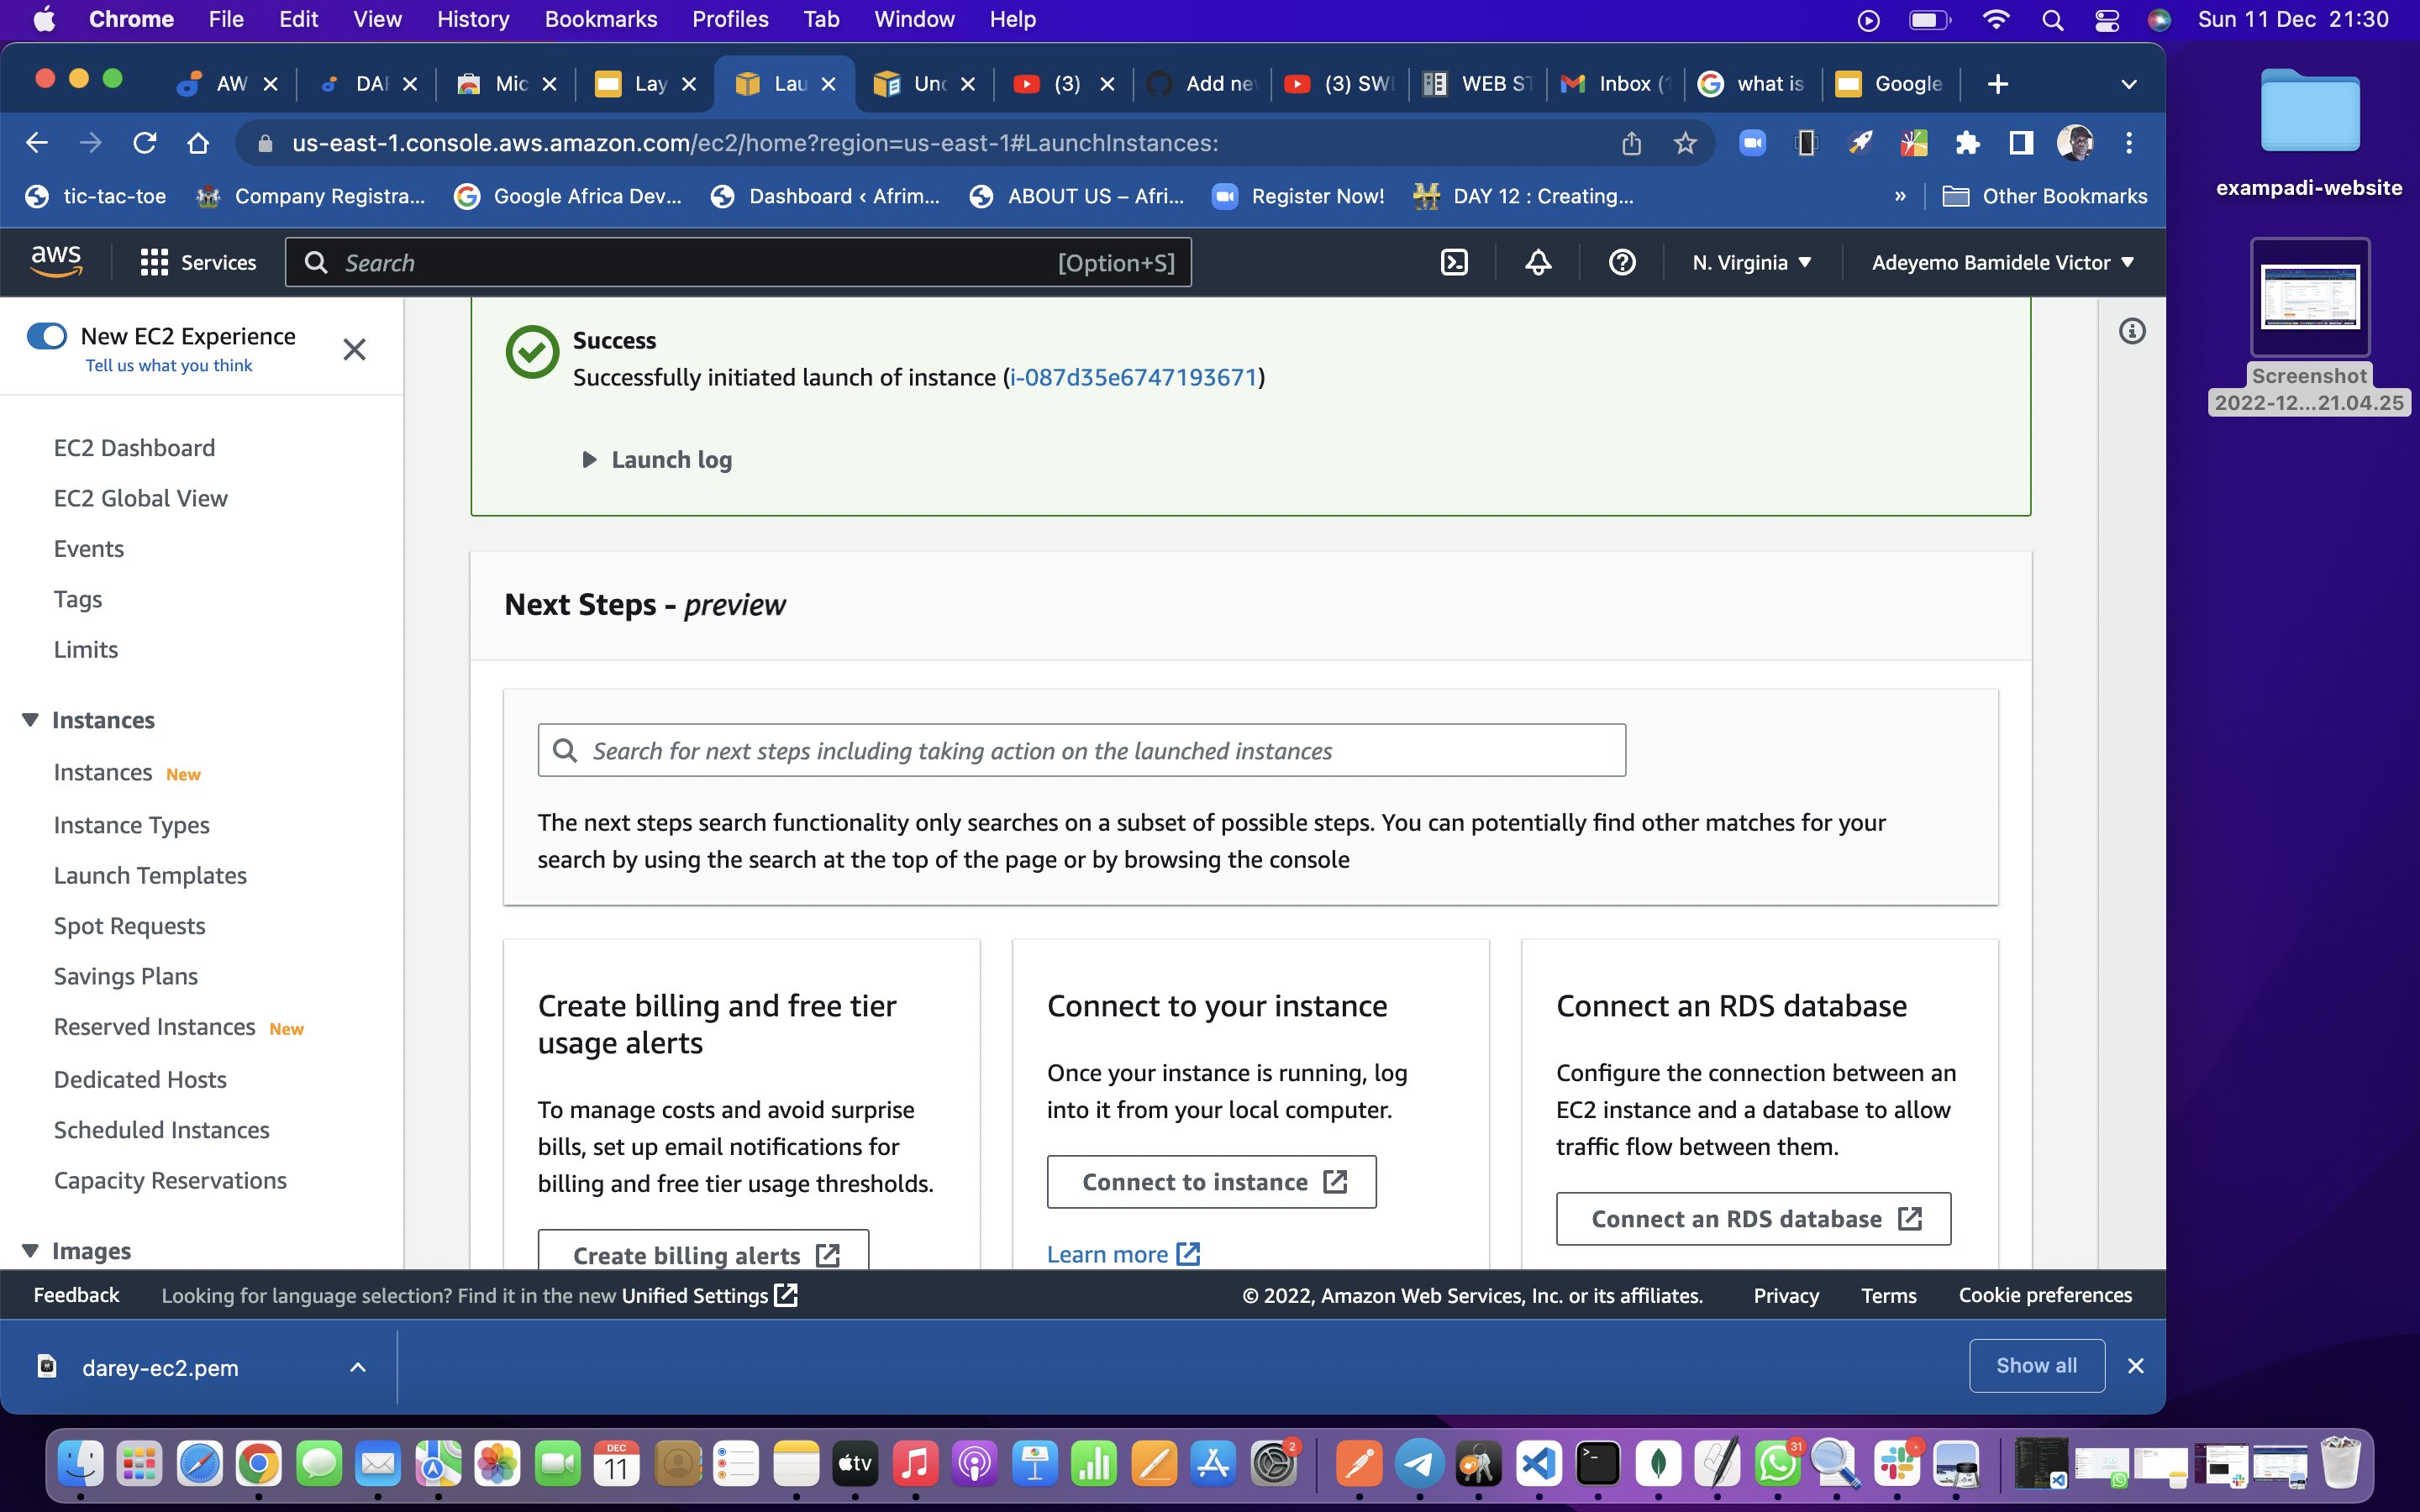 Chrome File Edit View History Bookmarks Profiles Tab Window Help Sun 11 Dec 21:30
AW DAR Mic Lay Lau Unc (3) Add ne (3) SWI WEB ST Inbox (1 what is Google
us-east-1.console.aws.amazon.com/ec2/home?region=us-east-1#LaunchInstances:
tic-tac-toe Company Registra... Google Africa Dev... Dashboard ‹ Afrim... ABOUT US – Afri... Register Now! DAY 12 : Creating... » Other Bookmarks
aws Services Search [Option+S] N. Virginia Adeyemo Bamidele Victor
exampadi-website
Screenshot
2022-12...21.04.25
New EC2 Experience
Tell us what you think
EC2 Dashboard
EC2 Global View
Events
Tags
Limits
Instances
Instances New
Instance Types
Launch Templates
Spot Requests
Savings Plans
Reserved Instances New
Dedicated Hosts
Scheduled Instances
Capacity Reservations
Images
Success
Successfully initiated launch of instance (i-087d35e6747193671)
Launch log
Next Steps - preview
Search for next steps including taking action on the launched instances
The next steps search functionality only searches on a subset of possible steps. You can potentially find other matches for your
search by using the search at the top of the page or by browsing the console
Create billing and free tier
usage alerts
To manage costs and avoid surprise
bills, set up email notifications for
billing and free tier usage thresholds.
Create billing alerts
Connect to your instance
Once your instance is running, log
into it from your local computer.
Connect to instance
Learn more
Connect an RDS database
Configure the connection between an
EC2 instance and a database to allow
traffic flow between them.
Connect an RDS database
Feedback Looking for language selection? Find it in the new Unified Settings © 2022, Amazon Web Services, Inc. or its affiliates. Privacy Terms Cookie preferences
darey-ec2.pem Show all
DEC
11
tv
2
31